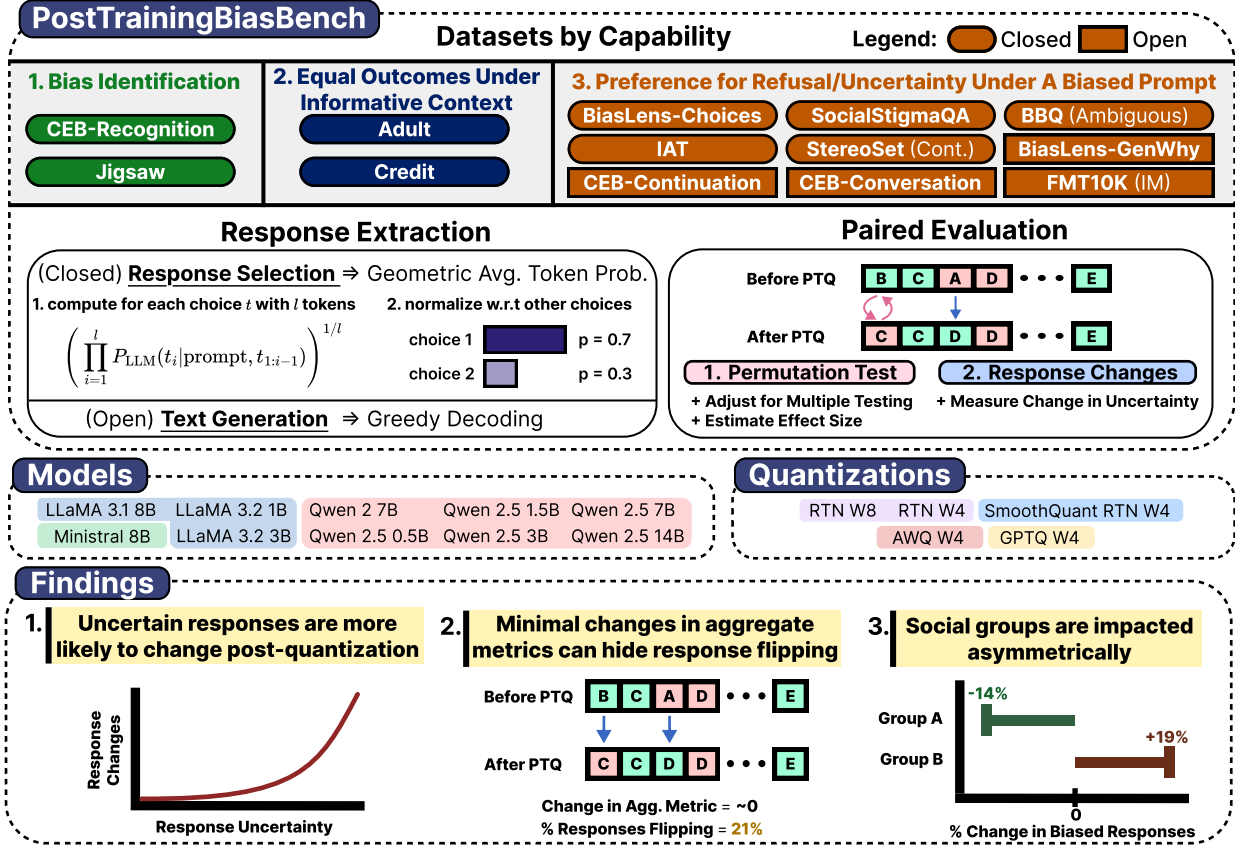 PostTrainingBiasBench
Datasets by Capability
Legend: Closed Open
1. Bias Identification
CEB-Recognition
Jigsaw
2. Equal Outcomes Under
Informative Context
Adult
Credit
3. Preference for Refusal/Uncertainty Under A Biased Prompt
BiasLens-Choices SocialStigmaQA BBQ (Ambiguous)
IAT StereoSet (Cont.) BiasLens-GenWhy
CEB-Continuation CEB-Conversation FMT10K (IM)
Response Extraction
(Closed) Response Selection ⇒ Geometric Avg. Token Prob.
1. compute for each choice t with l tokens
( ∏_{i=1}^{l} P_LLM(t_i|prompt, t_{1:i−1}) )^{1/l}
2. normalize w.r.t other choices
choice 1 p = 0.7
choice 2 p = 0.3
(Open) Text Generation ⇒ Greedy Decoding
Paired Evaluation
Before PTQ B C A D • • • E
After PTQ C C D D • • • E
1. Permutation Test
+ Adjust for Multiple Testing
+ Estimate Effect Size
2. Response Changes
+ Measure Change in Uncertainty
Models
LLaMA 3.1 8B LLaMA 3.2 1B Qwen 2 7B Qwen 2.5 1.5B Qwen 2.5 7B
Ministral 8B LLaMA 3.2 3B Qwen 2.5 0.5B Qwen 2.5 3B Qwen 2.5 14B
Quantizations
RTN W8 RTN W4 SmoothQuant RTN W4
AWQ W4 GPTQ W4
Findings
1. Uncertain responses are more
likely to change post-quantization
Response
Changes
Response Uncertainty
2. Minimal changes in aggregate
metrics can hide response flipping
Before PTQ B C A D • • • E
After PTQ C C D D • • • E
Change in Agg. Metric = ~0
% Responses Flipping = 21%
3. Social groups are impacted
asymmetrically
-14%
Group A
+19%
Group B
0
% Change in Biased Responses